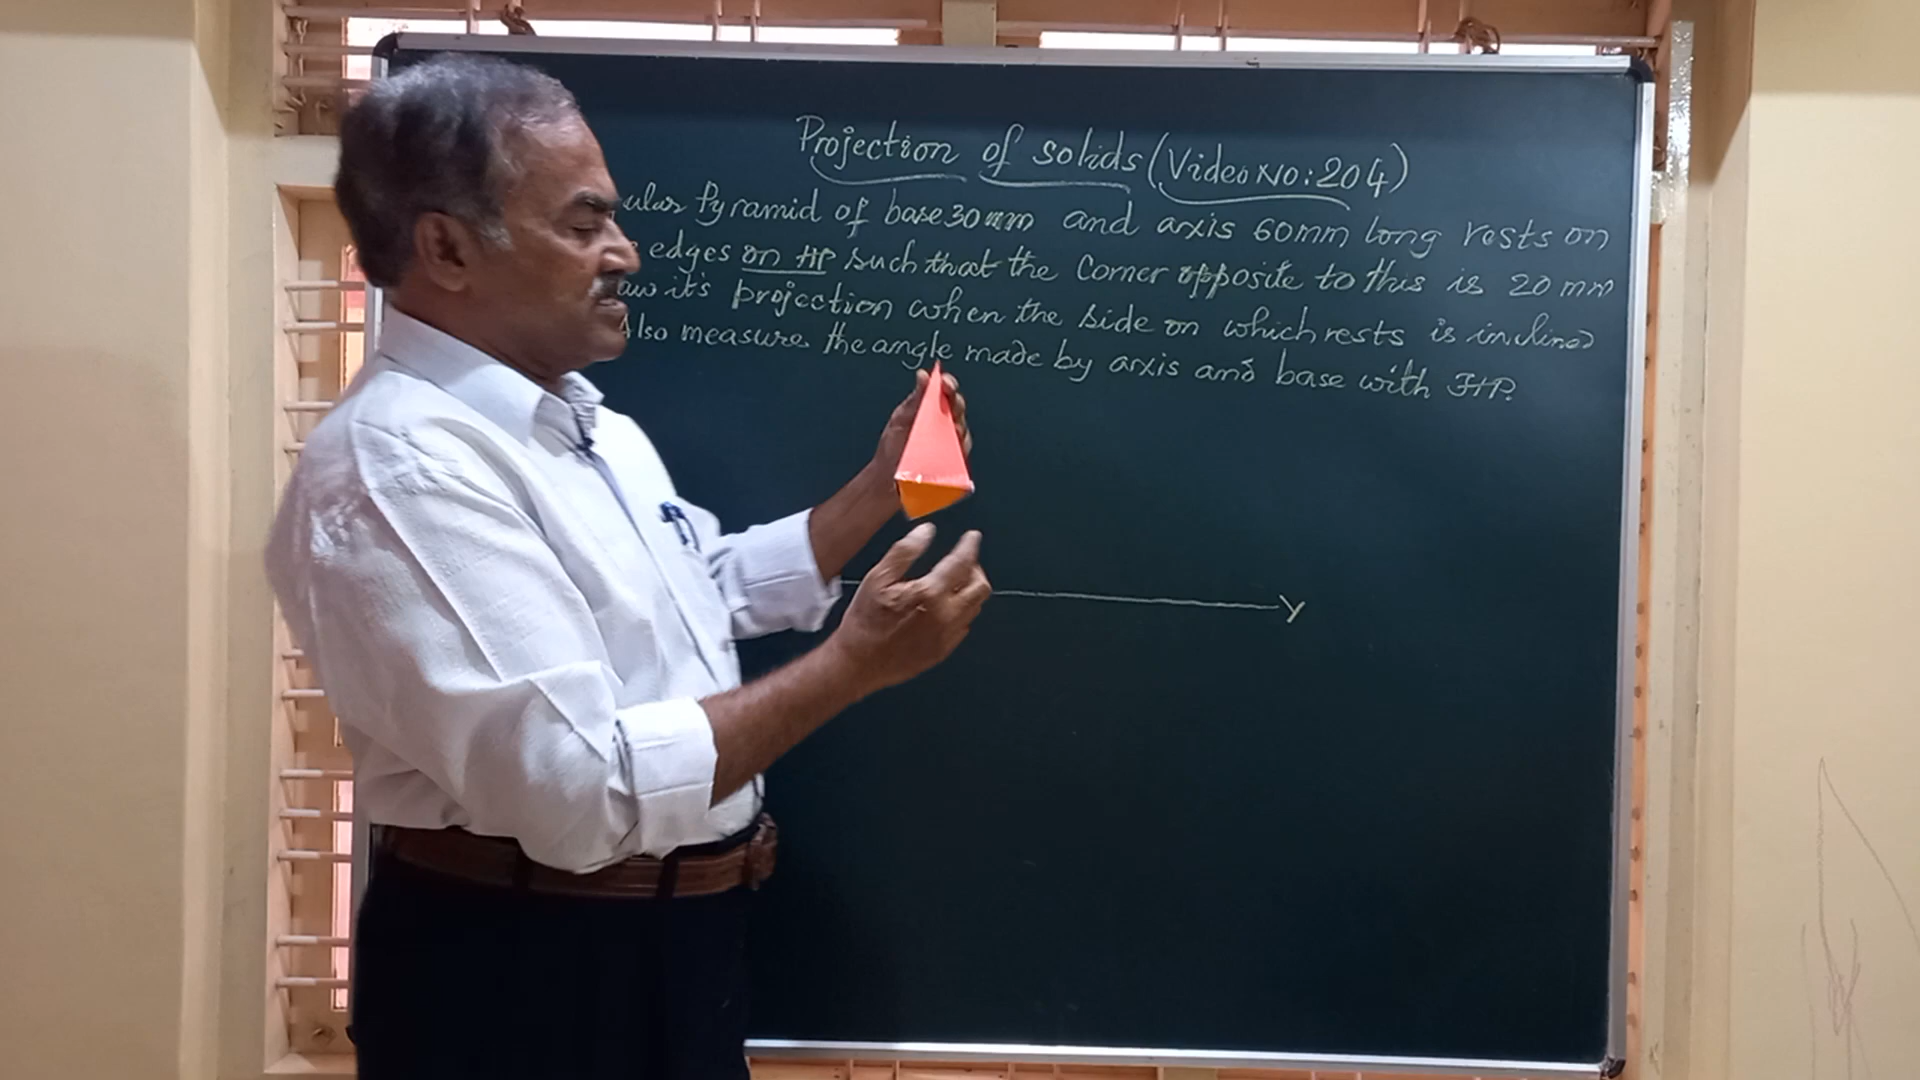 Projection of solids (Video No: 204)
ular Pyramid of base 30mm and axis 60mm long rests on
edges on HP such that the corner opposite to this is 20 mm
aw it's projection when the side on which rests is inclined
Also measure the angle made by axis and base with HP.
Y